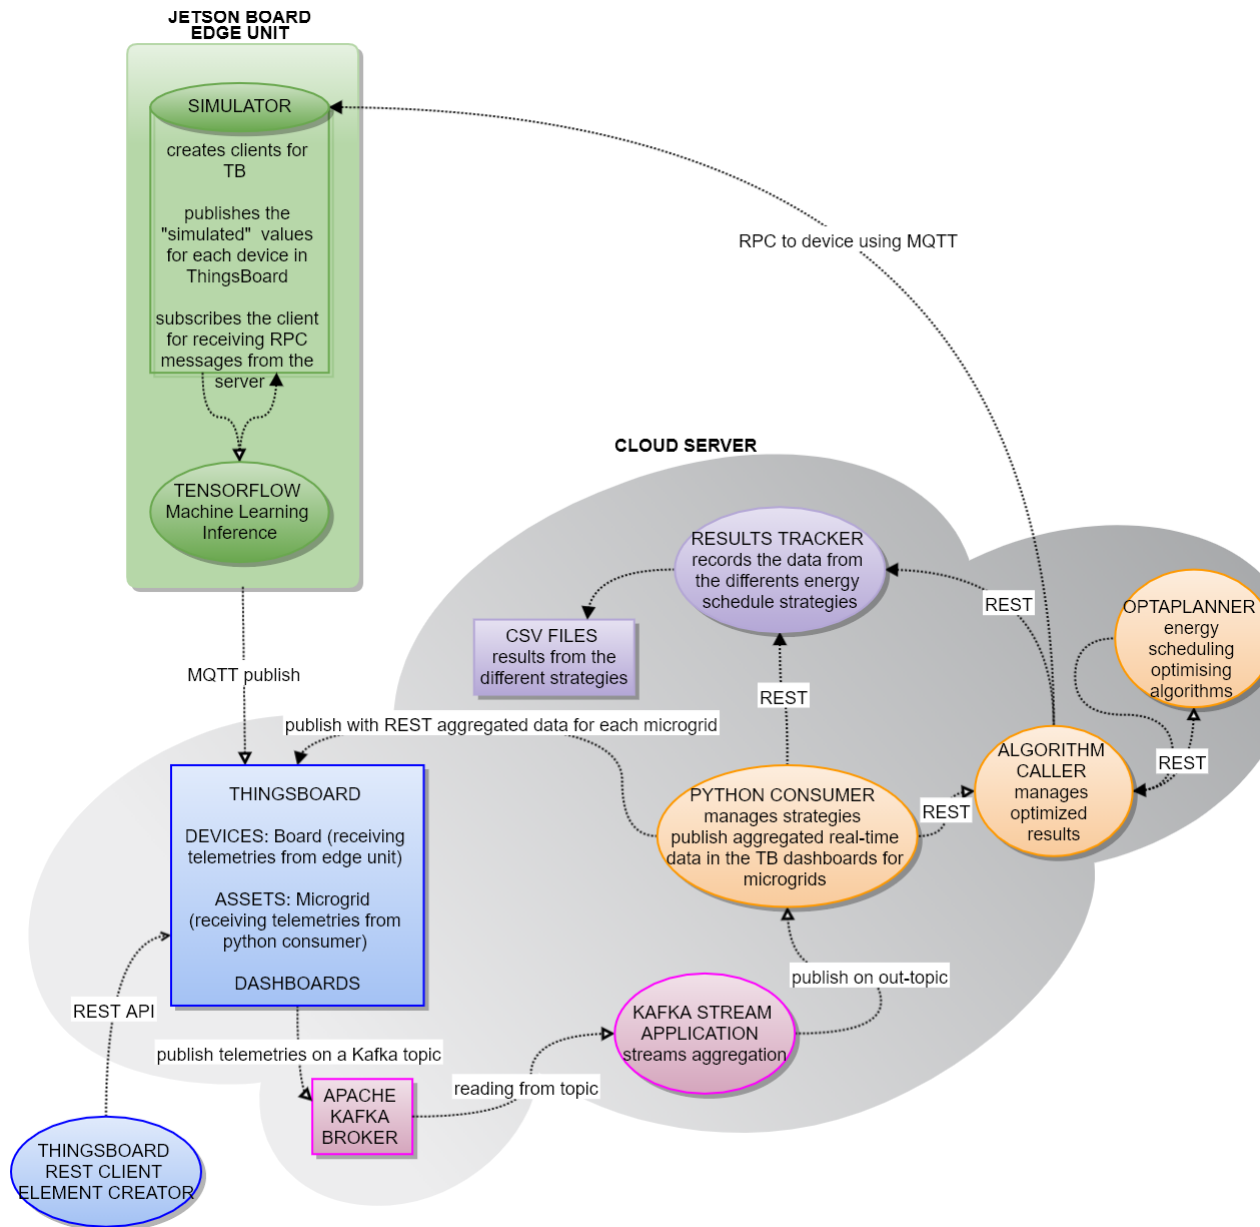 JETSON BOARD
EDGE UNIT
SIMULATOR
creates clients for
TB
publishes the
"simulated" values
for each device in
ThingsBoard
subscribes the client
for receiving RPC
messages from the
server
TENSORFLOW
Machine Learning
Inference
RPC to device using MQTT
CLOUD SERVER
RESULTS TRACKER
records the data from
the differents energy
schedule strategies
CSV FILES
results from the
different strategies
REST
OPTAPLANNER
energy
scheduling
optimising
algorithms
MQTT publish
REST
publish with REST aggregated data for each microgrid
ALGORITHM
CALLER
manages
optimized
results
REST
THINGSBOARD
DEVICES: Board (receiving
telemetries from edge unit)
ASSETS: Microgrid
(receiving telemetries from
python consumer)
DASHBOARDS
PYTHON CONSUMER
manages strategies
publish aggregated real-time
data in the TB dashboards for
microgrids
REST
publish on out-topic
REST API
KAFKA STREAM
APPLICATION
streams aggregation
publish telemetries on a Kafka topic
reading from topic
APACHE
KAFKA
BROKER
THINGSBOARD
REST CLIENT
ELEMENT CREATOR